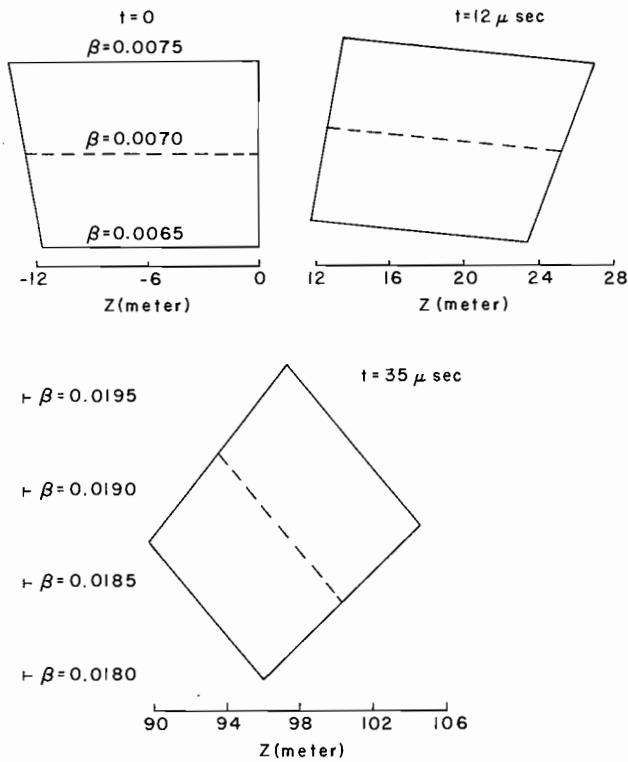 t=0
β=0.0075
β=0.0070
β=0.0065
-12 -6 0
Z(meter)
t=12 μ sec
12 16 20 24 28
Z(meter)
t=35 μ sec
β=0.0195
β=0.0190
β=0.0185
β=0.0180
90 94 98 102 106
Z(meter)